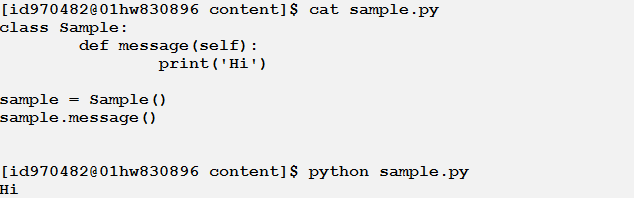 [id970482@01hw830896 content]$ cat sample.py
class Sample:
        def message(self):
                print('Hi')

sample = Sample()
sample.message()

[id970482@01hw830896 content]$ python sample.py
Hi